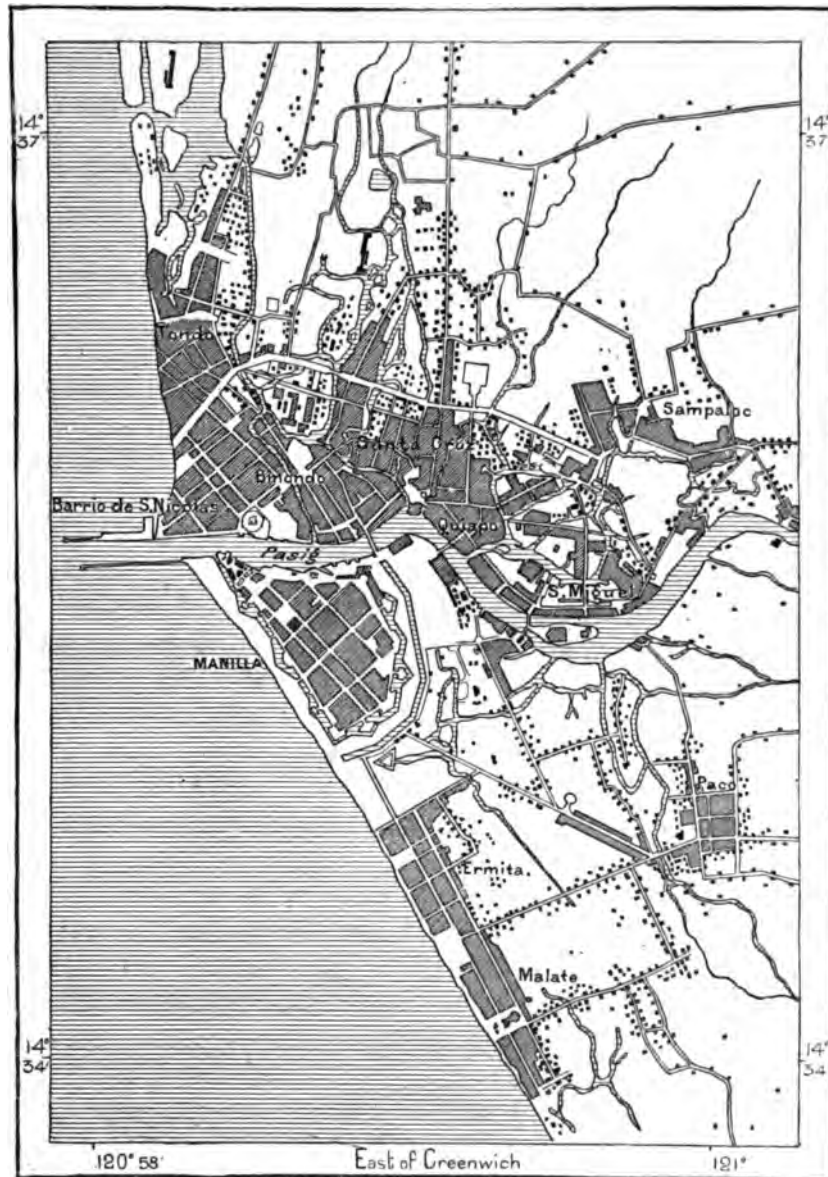 14°
37'
14°
37'
Tondo
Sampaloc
Santa Cruz
Binondo
Barrio de S. Nicolas
Quiapo
Pasig
S. Miguel
MANILLA
Paco
Ermita.
Malate
14°
34'
14°
34'
120° 58'
East of Greenwich
121°